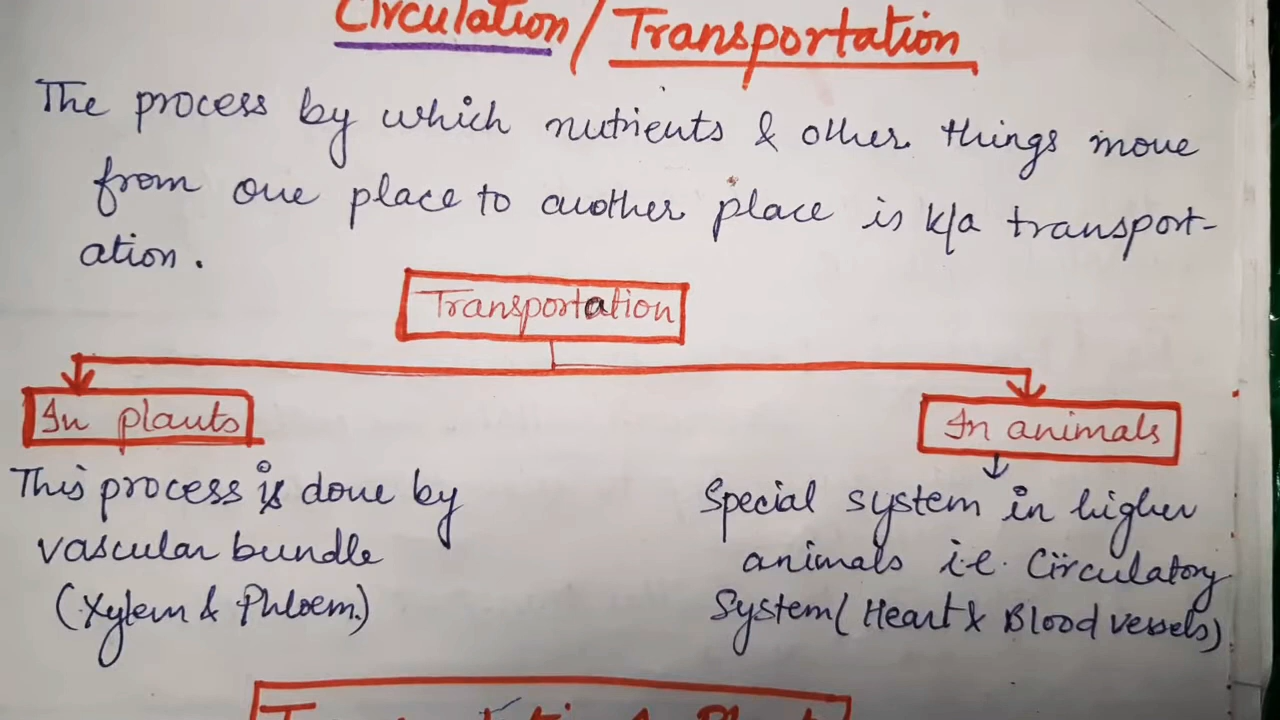 Circulation / Transportation
The process by which nutrients & other things move
from one place to another place is k/a transport-
ation.
Transportation
In plants
In animals
This process is done by
vascular bundle
(Xylem & Phloem)
Special system in higher
animals i.e. Circulatory
System (Heart & Blood vessels)